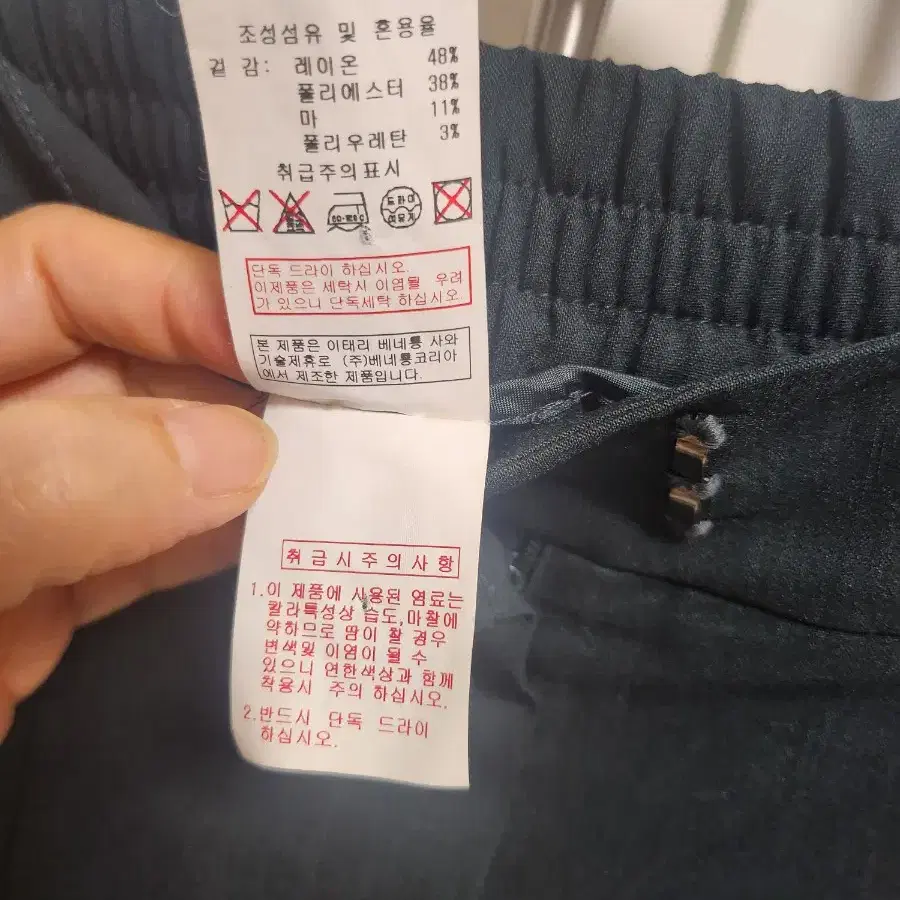 조성섬유 및 혼용율
겉 감: 레이온 48%
폴리에스터 38%
마 11%
폴리우레탄 3%
취급주의표시
단독 드라이 하십시오.
이제품은 세탁시 이염될 우려
가 있으니 단독세탁 하십시오.
본 제품은 이태리 베네통 사와
기술제휴로 (주)베네통코리아
에서 제조한 제품입니다.
취급시주의사항
1.이 제품에 사용된 염료는
칼라특성상 습도,마찰에
약하므로 땀이 찰 경우
변색및 이염이 될 수
있으니 연한색상과 함께
착용시 주의 하십시오.
2.반드시 단독 드라이
하십시오.